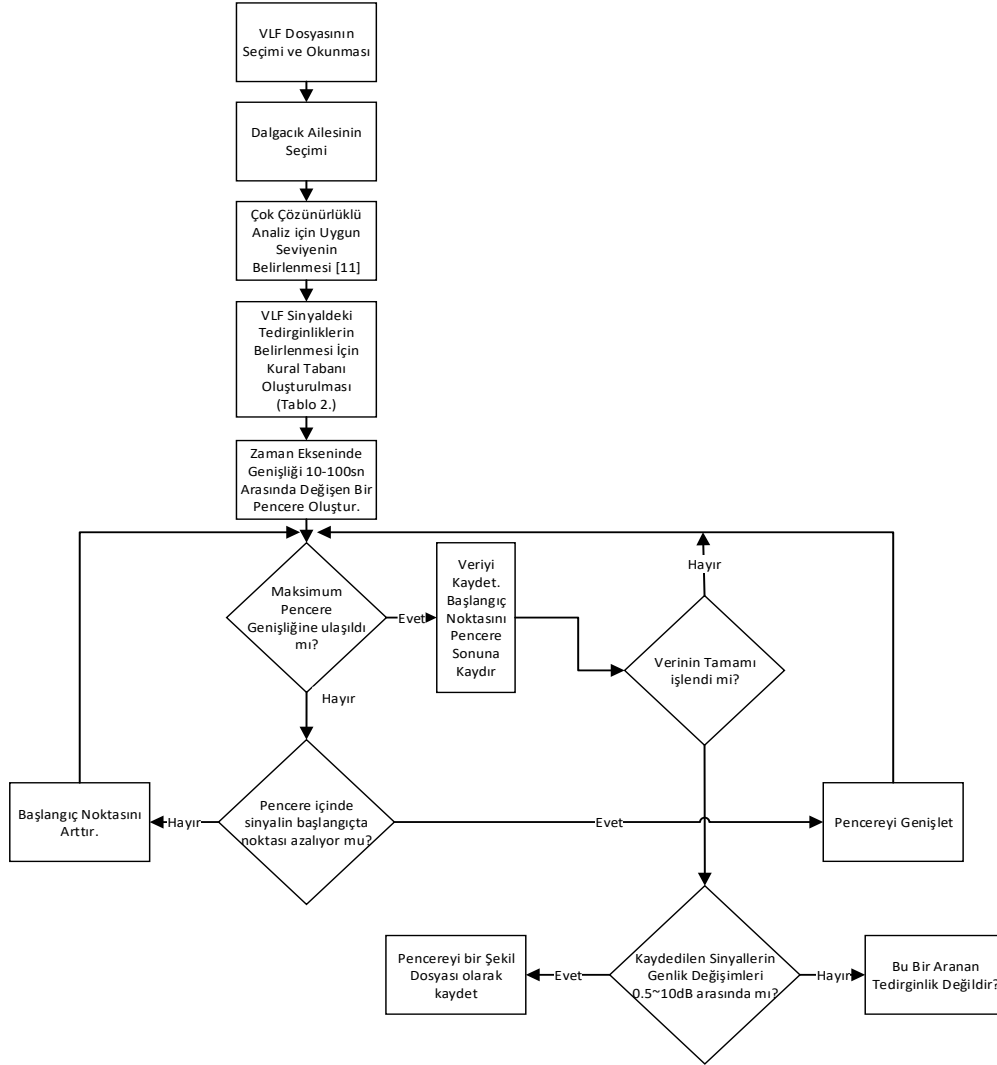 VLF Dosyasının
Seçimi ve Okunması
Dalgacık Ailesinin
Seçimi
Çok Çözünürlüklü
Analiz için Uygun
Seviyenin
Belirlenmesi [11]
VLF Sinyaldeki
Tedirginliklerin
Belirlenmesi İçin
Kural Tabanı
Oluşturulması
(Tablo 2.)
Zaman Ekseninde
Genişliği 10-100sn
Arasında Değişen Bir
Pencere Oluştur.
Maksimum
Pencere
Genişliğine ulaşıldı
mı?
Evet
Veriyi
Kaydet.
Başlangıç
Noktasını
Pencere
Sonuna
Kaydır
Hayır
Verinin Tamamı
işlendi mi?
Hayır
Başlangıç Noktasını
Arttır.
Hayır
Pencere içinde
sinyalin başlangıçta
noktası azalıyor mu?
Evet
Pencereyi Genişlet
Pencereyi bir Şekil
Dosyası olarak
kaydet
Evet
Kaydedilen Sinyallerin
Genlik Değişimleri
0.5~10dB arasında mı?
Hayır
Bu Bir Aranan
Tedirginlik Değildir?